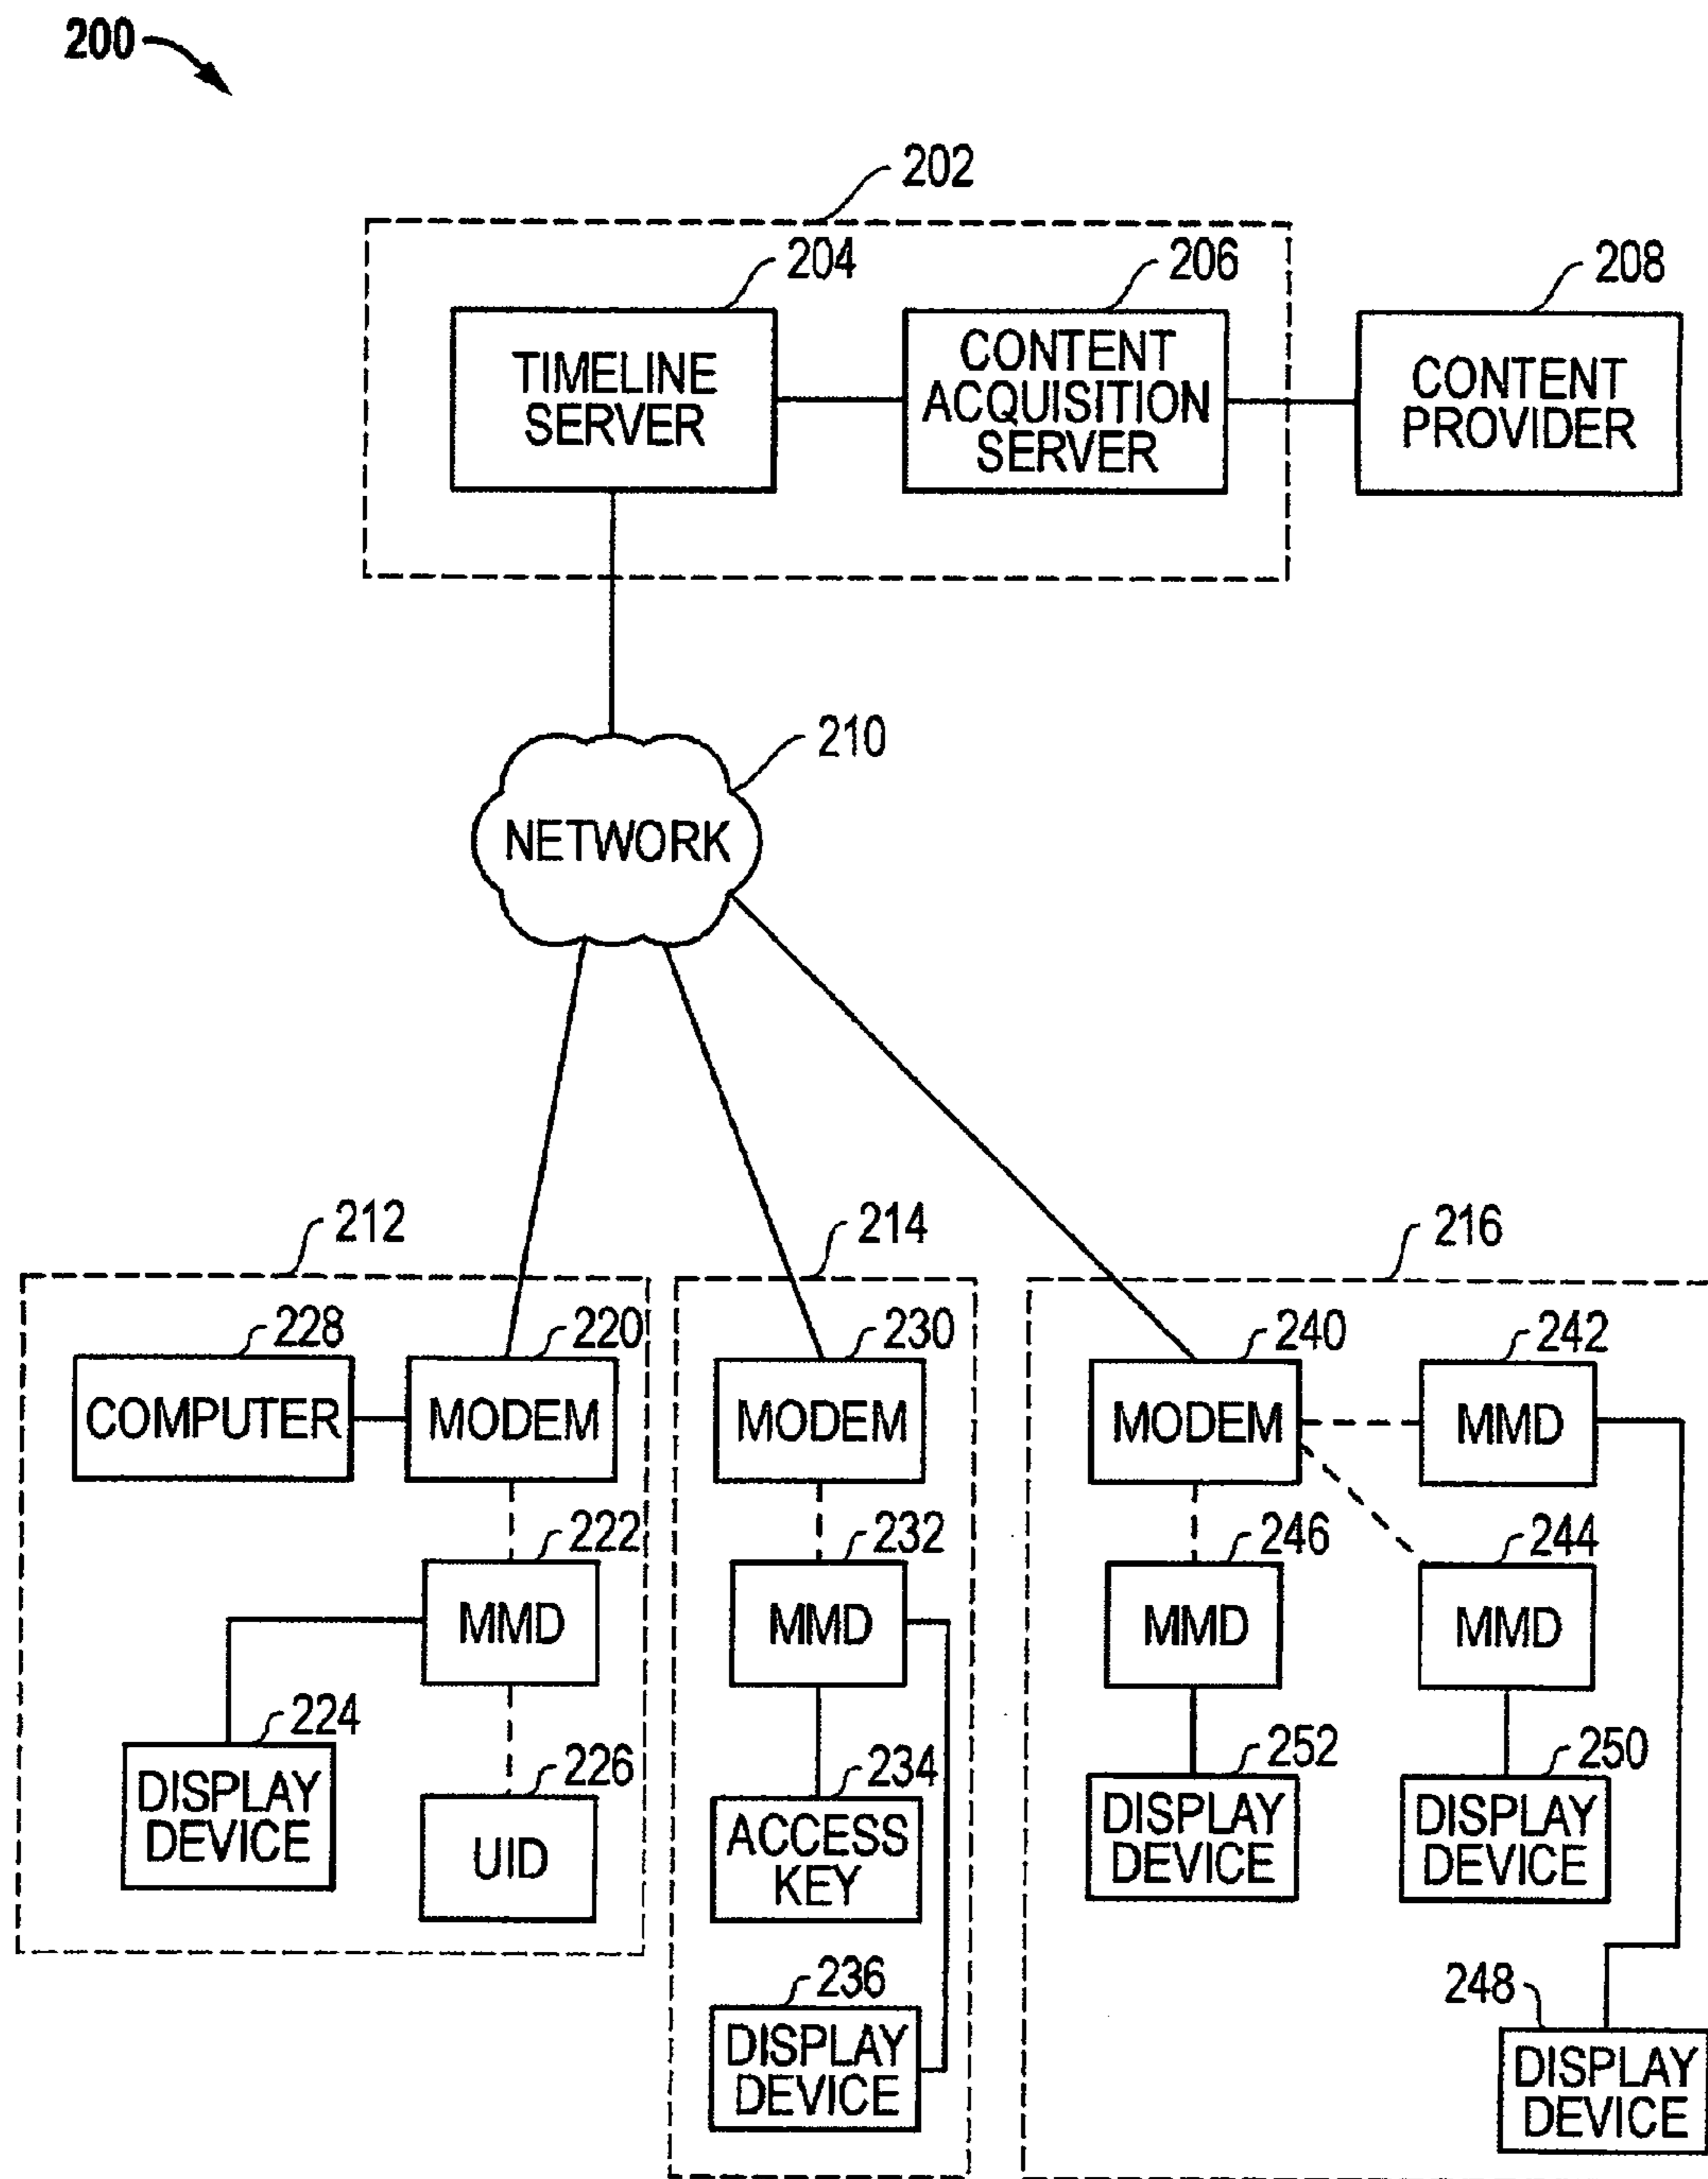 200
202
204
206
208
TIMELINE
SERVER
CONTENT
ACQUISITION
SERVER
CONTENT
PROVIDER
210
NETWORK
212
214
216
228
220
230
240
242
COMPUTER
MODEM
MODEM
MODEM
MMD
222
232
246
244
MMD
MMD
MMD
MMD
224
226
234
252
250
DISPLAY
DEVICE
UID
ACCESS
KEY
DISPLAY
DEVICE
DISPLAY
DEVICE
236
248
DISPLAY
DEVICE
DISPLAY
DEVICE